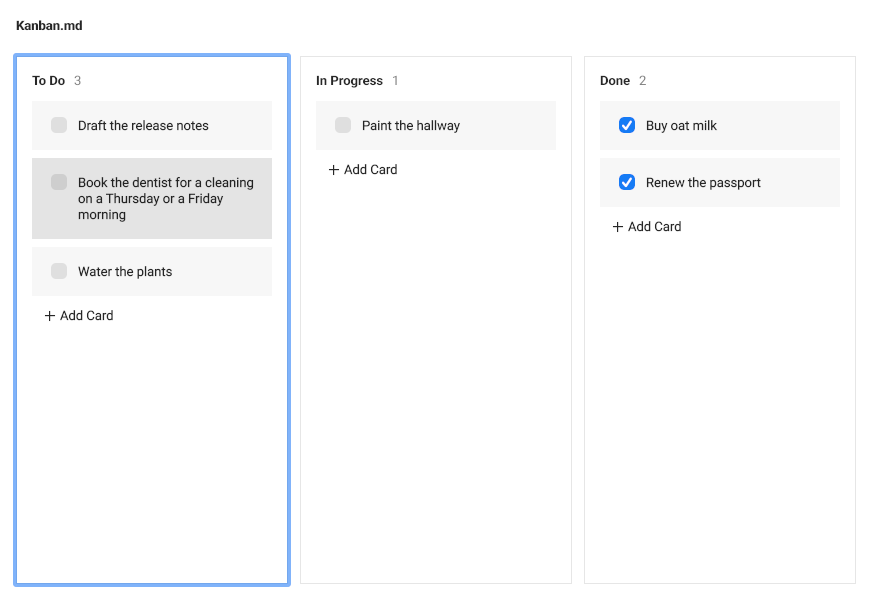 Kanban.md
To Do 3
Draft the release notes
Book the dentist for a cleaning
on a Thursday or a Friday
morning
Water the plants
+ Add Card
In Progress 1
Paint the hallway
+ Add Card
Done 2
Buy oat milk
Renew the passport
+ Add Card